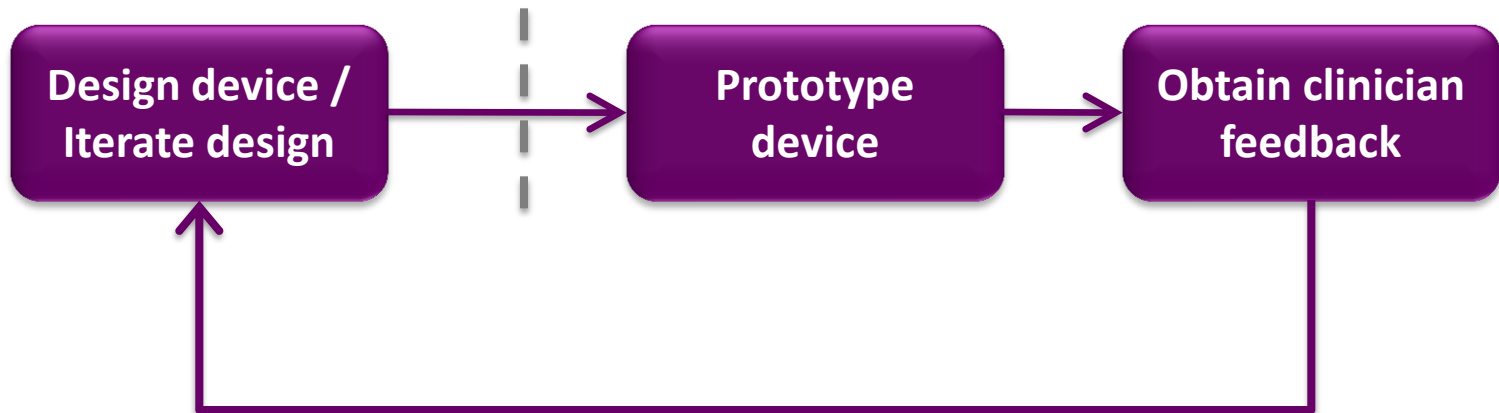 Design device /
Iterate design
Prototype
device
Obtain clinician
feedback